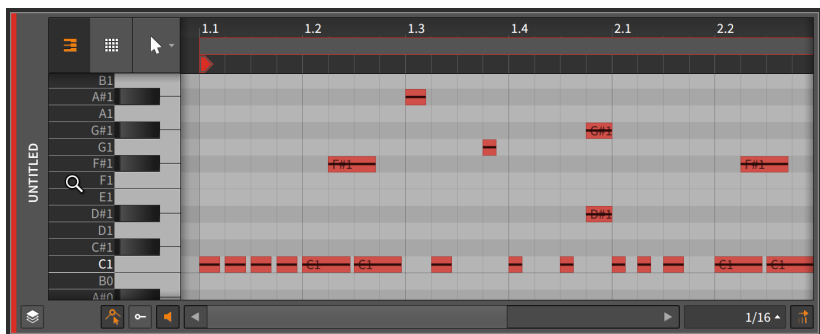 1.1 1.2 1.3 1.4 2.1 2.2
UNTITLED
B1
A#1
A1
G#1 G#1
G1
F#1 F#1 F#1
F1
E1
D#1 D#1
D1
C#1
C1 C1 C1 C1 C1
B0
A#0
1/16